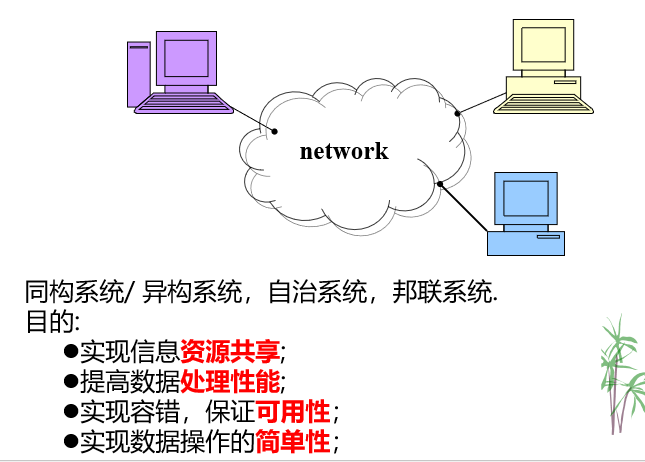 network
同构系统/ 异构系统，自治系统，邦联系统.
目的:
●实现信息资源共享;
●提高数据处理性能;
●实现容错，保证可用性；
●实现数据操作的简单性；